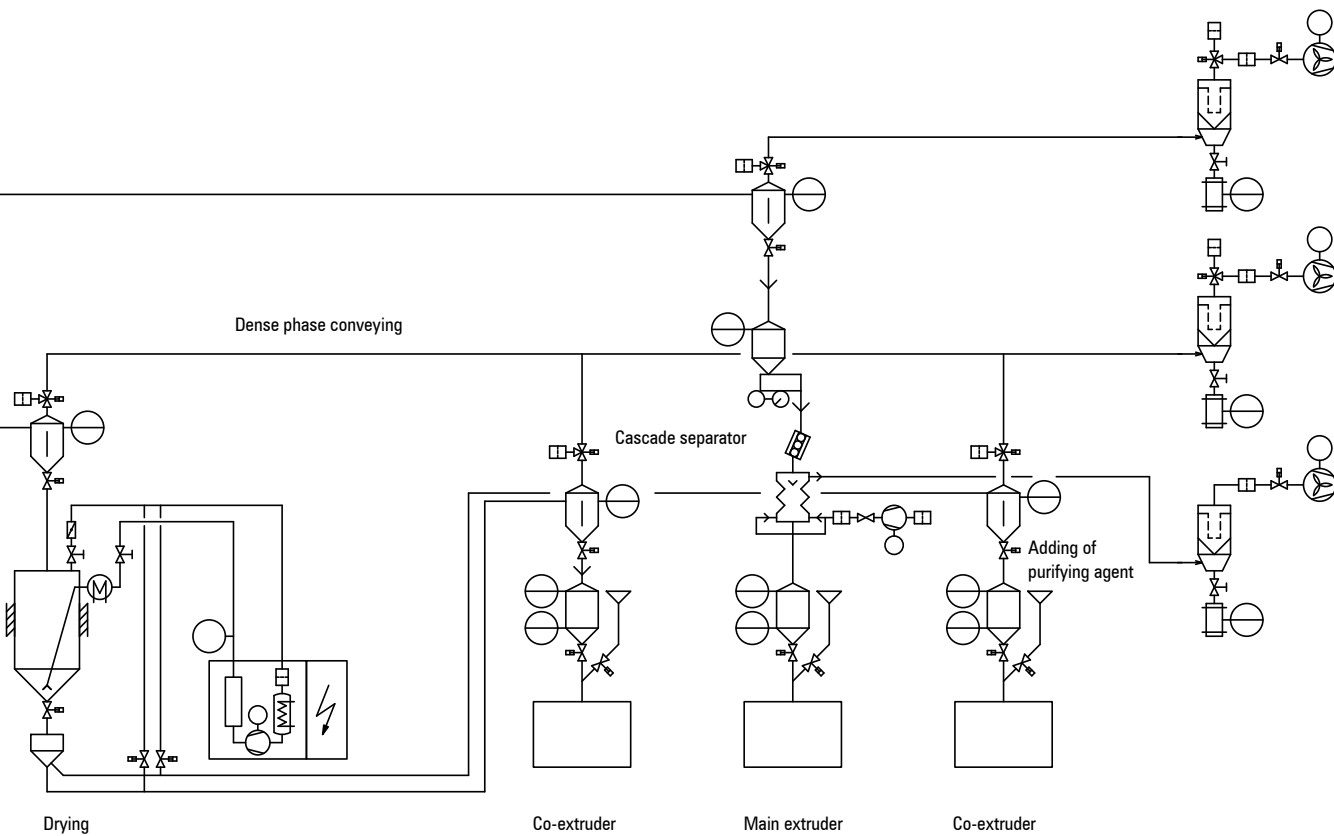 Dense phase conveying
Cascade separator
Adding of
purifying agent
M
Drying
Co-extruder
Main extruder
Co-extruder